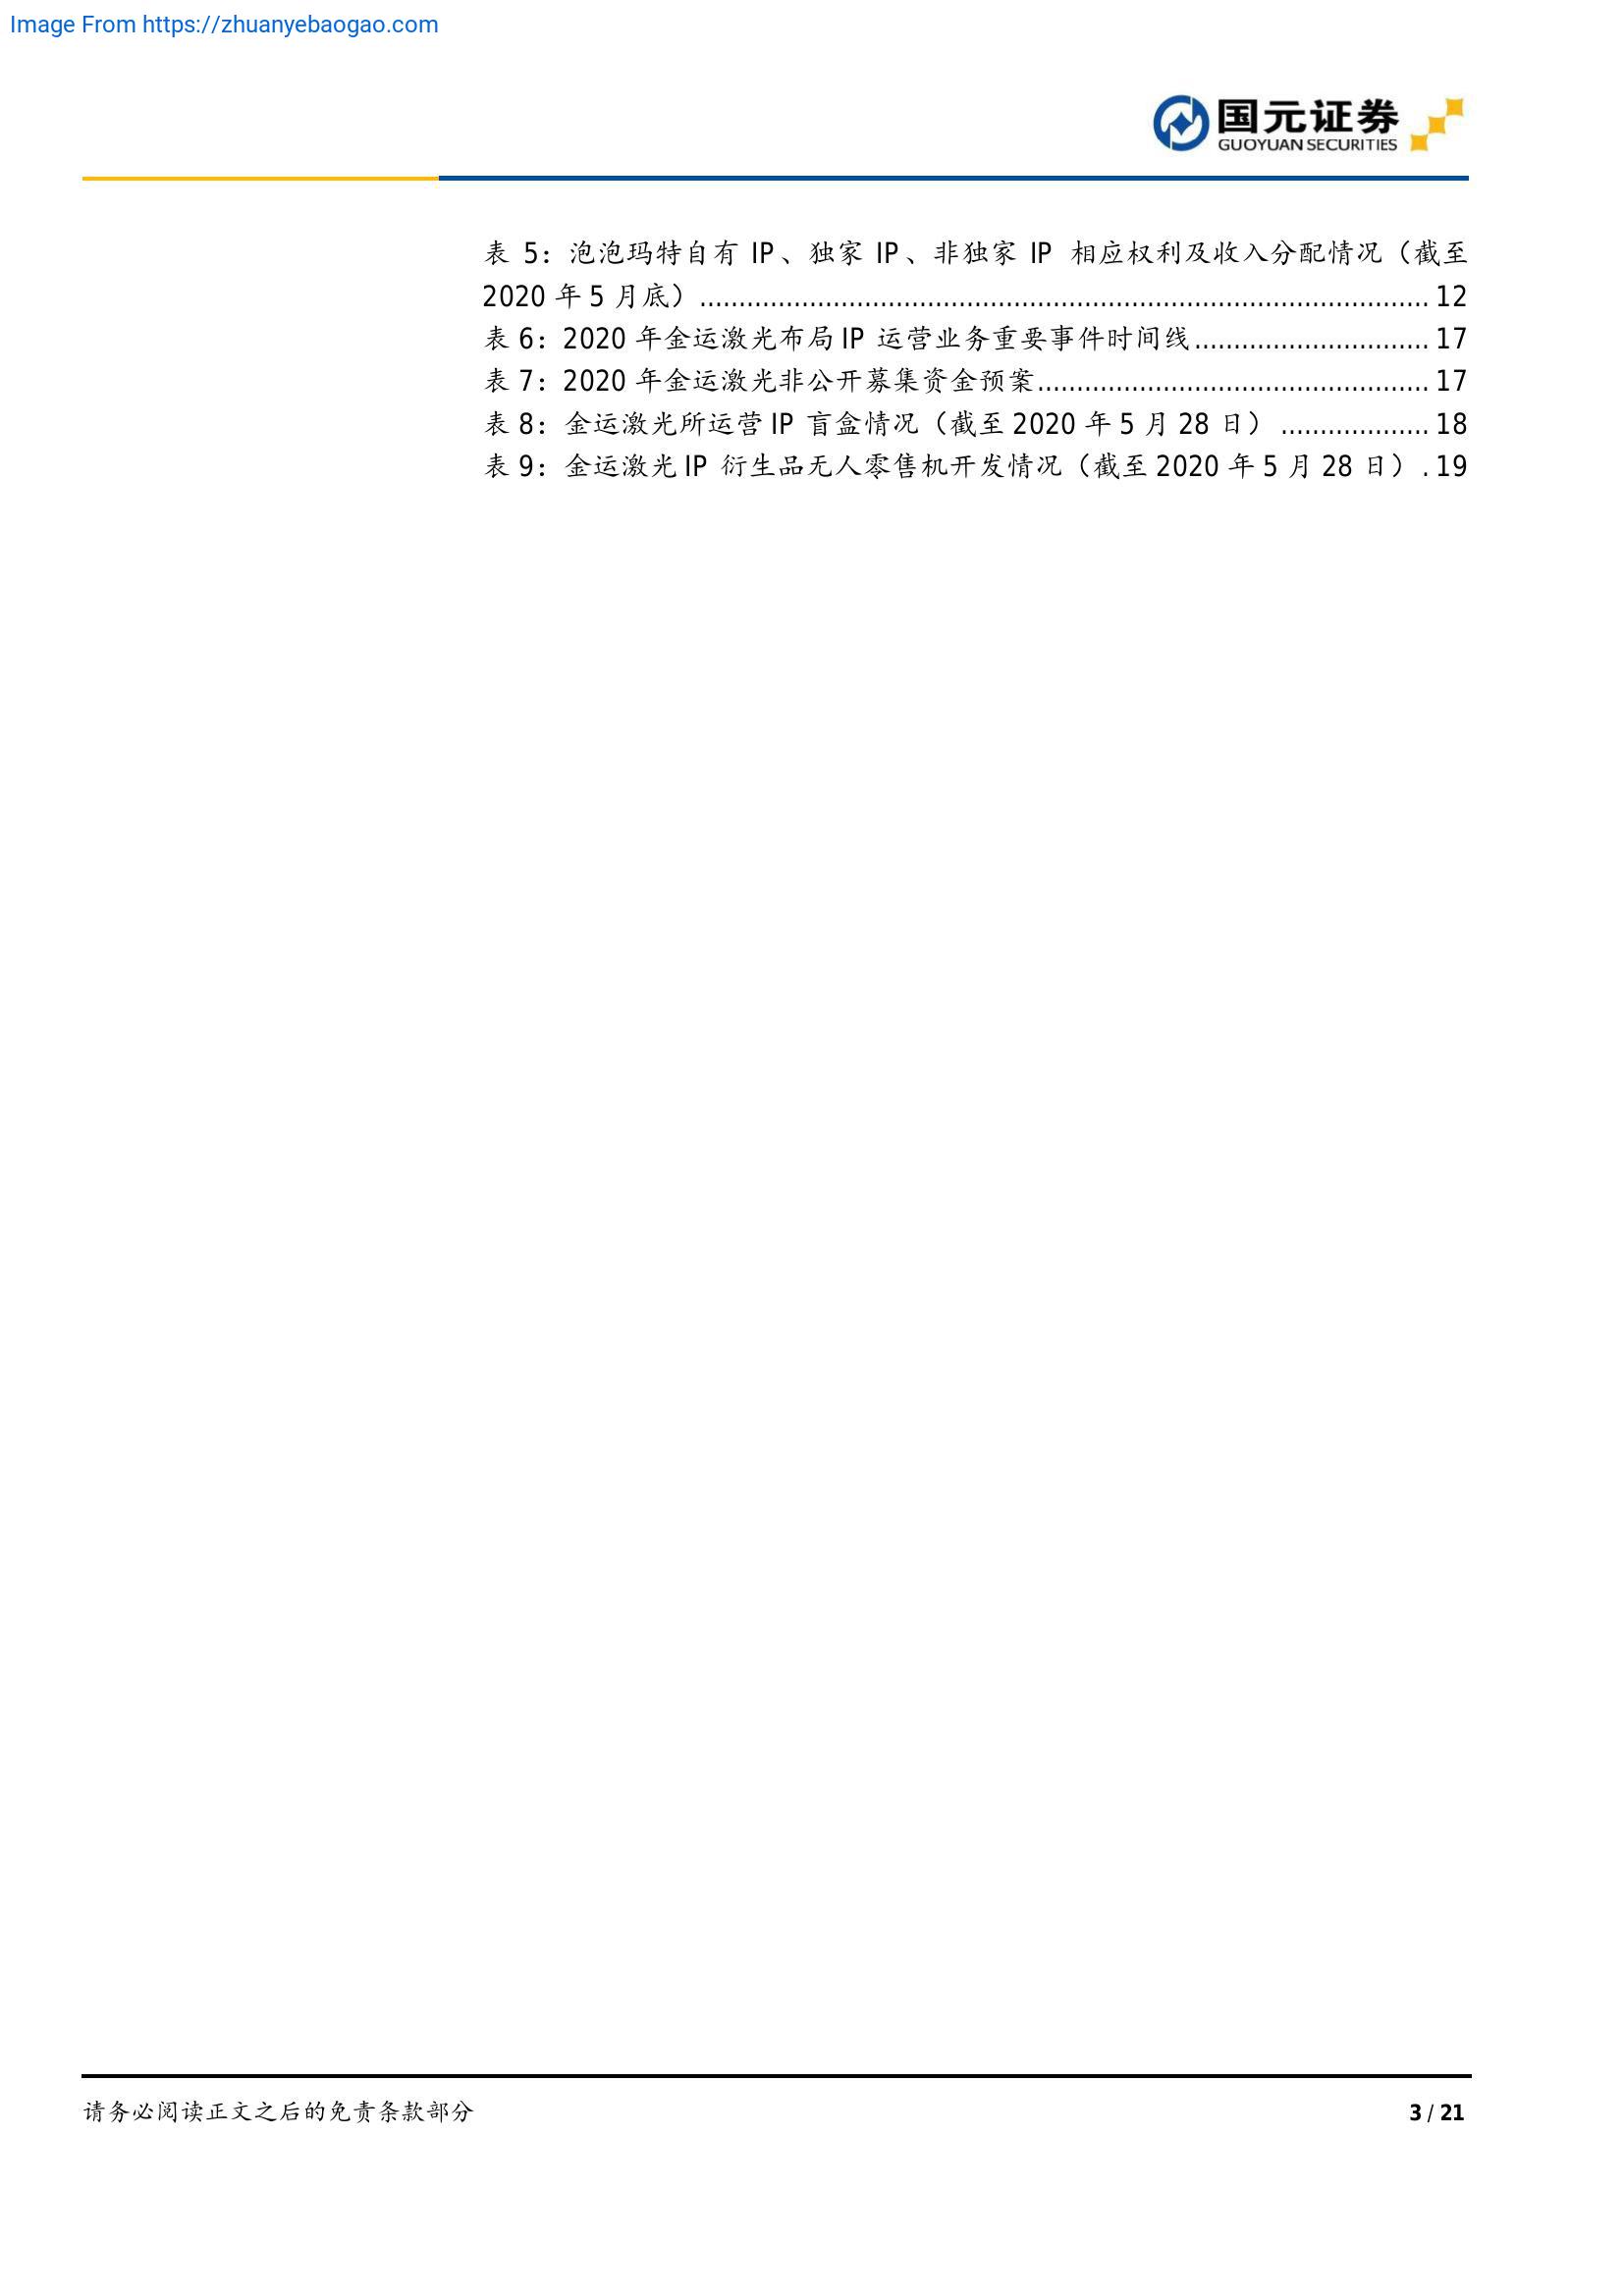 Image From https://zhuanyebaogao.com
国元证券
GUOYUAN SECURITIES
表 5：泡泡玛特自有 IP、独家 IP、非独家 IP 相应权利及收入分配情况（截至
2020 年 5 月底）............................................................................................. 12
表 6：2020 年金运激光布局 IP 运营业务重要事件时间线.............................. 17
表 7：2020 年金运激光非公开募集资金预案.................................................. 17
表 8：金运激光所运营 IP 盲盒情况（截至 2020 年 5 月 28 日） ................... 18
表 9：金运激光 IP 衍生品无人零售机开发情况（截至 2020 年 5 月 28 日） . 19
请务必阅读正文之后的免责条款部分
3 / 21